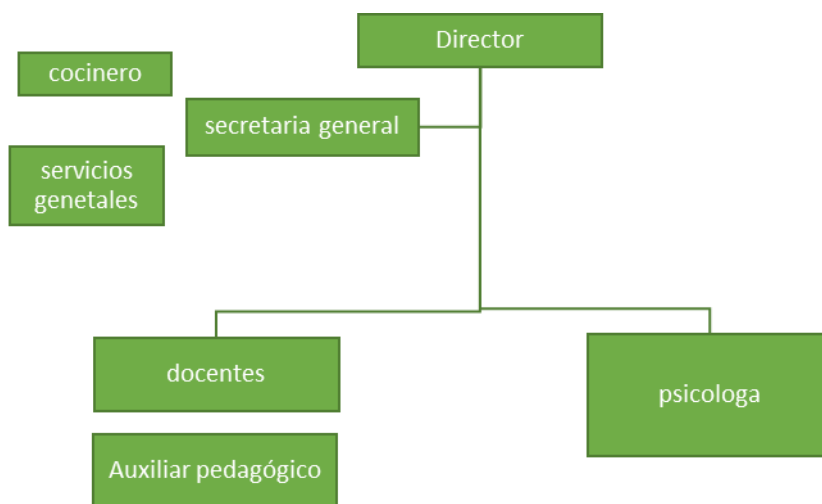 Director
cocinero
secretaria general
servicios
genetales
docentes
psicologa
Auxiliar pedagógico